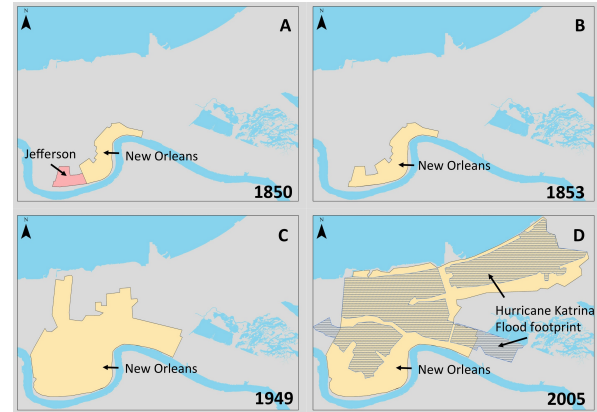 N
A
Jefferson
New Orleans
1850
N
B
New Orleans
1853
N
C
New Orleans
1949
N
D
Hurricane Katrina
Flood footprint
New Orleans
2005